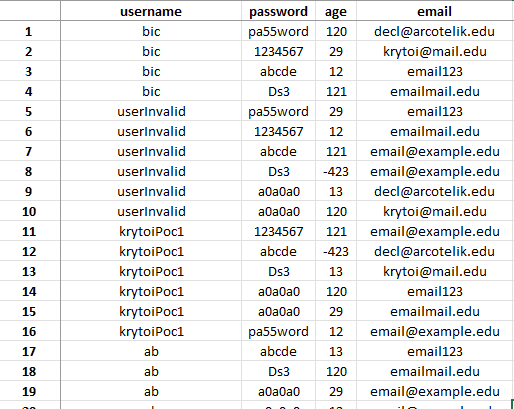 username password age email
1 bic pa55word 120 decl@arcotelik.edu
2 bic 1234567 29 krytoi@mail.edu
3 bic abcde 12 email123
4 bic Ds3 121 emailmail.edu
5 userInvalid pa55word 29 email123
6 userInvalid 1234567 12 emailmail.edu
7 userInvalid abcde 121 email@example.edu
8 userInvalid Ds3 -423 email@example.edu
9 userInvalid a0a0a0 13 decl@arcotelik.edu
10 userInvalid a0a0a0 120 krytoi@mail.edu
11 krytoiPoc1 1234567 121 email@example.edu
12 krytoiPoc1 abcde -423 decl@arcotelik.edu
13 krytoiPoc1 Ds3 13 krytoi@mail.edu
14 krytoiPoc1 a0a0a0 120 email123
15 krytoiPoc1 a0a0a0 29 emailmail.edu
16 krytoiPoc1 pa55word 12 email@example.edu
17 ab abcde 13 email123
18 ab Ds3 120 emailmail.edu
19 ab a0a0a0 29 email@example.edu